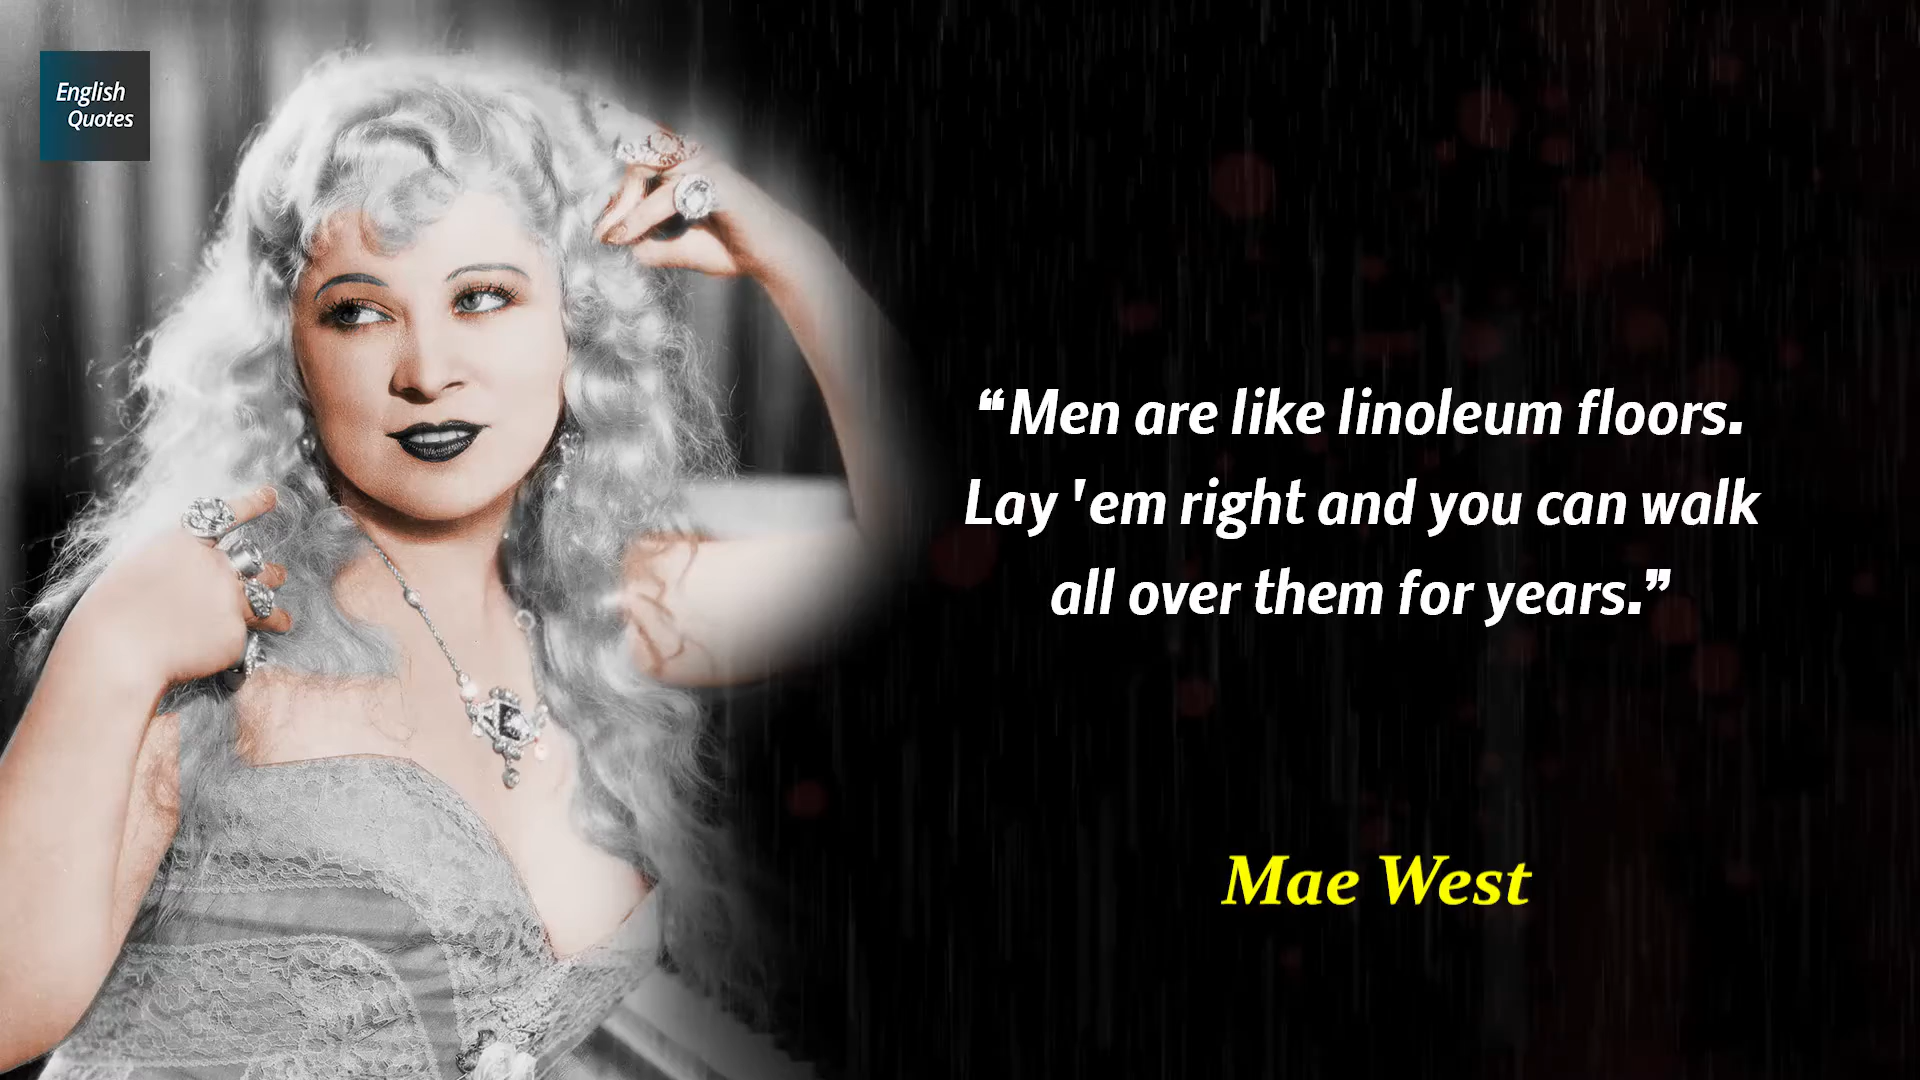 English
Quotes
❝Men are like linoleum floors.
Lay 'em right and you can walk
all over them for years.❞
Mae West